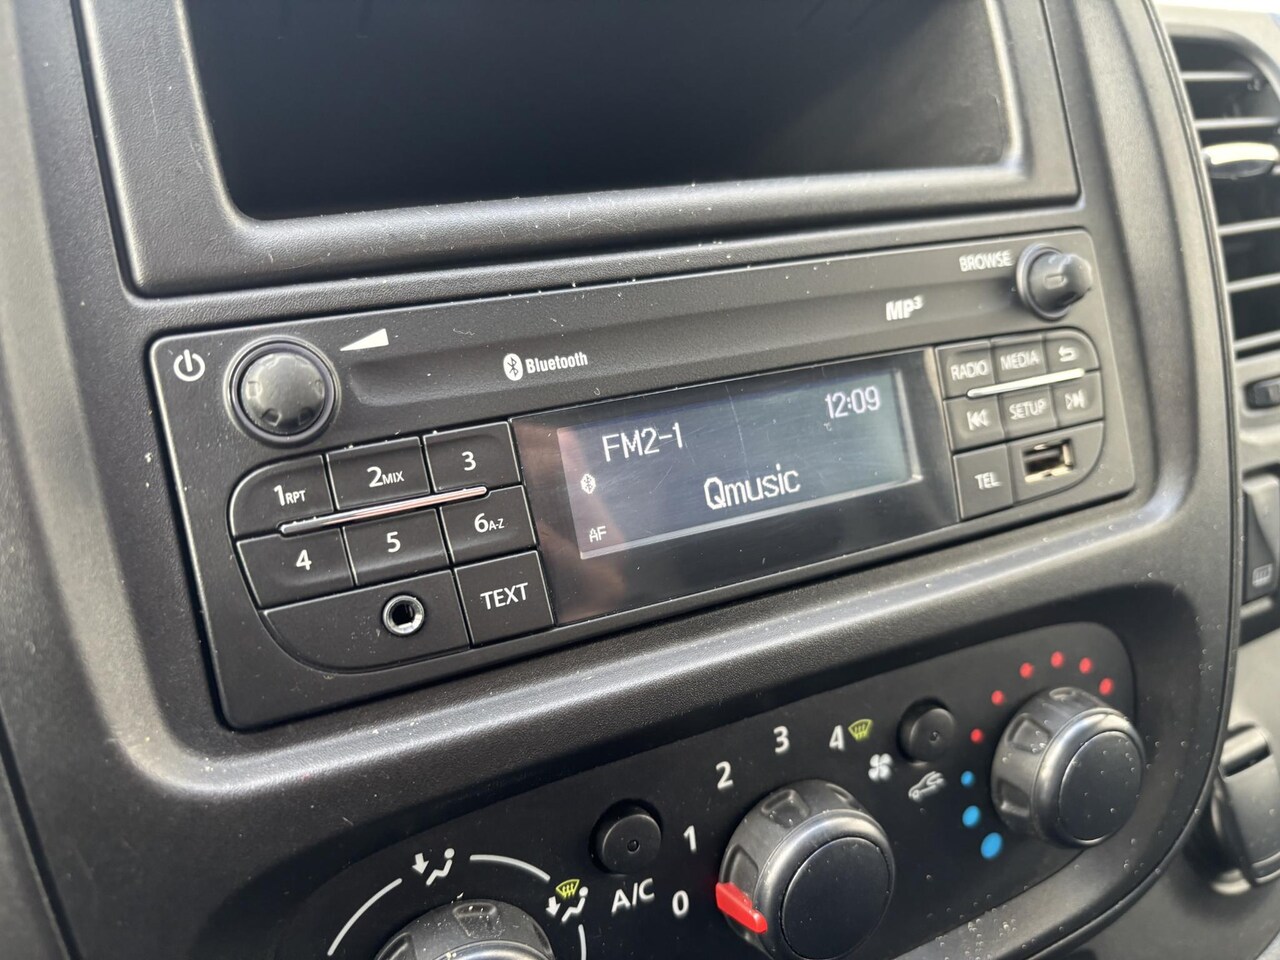 BROWSE
MP3
Bluetooth
RADIO MEDIA
12:09
FM2-1
SETUP
1RPT 2MIX 3
Qmusic
TEL
4 5 6A-Z
AF
TEXT
0 1 2 3 4
A/C